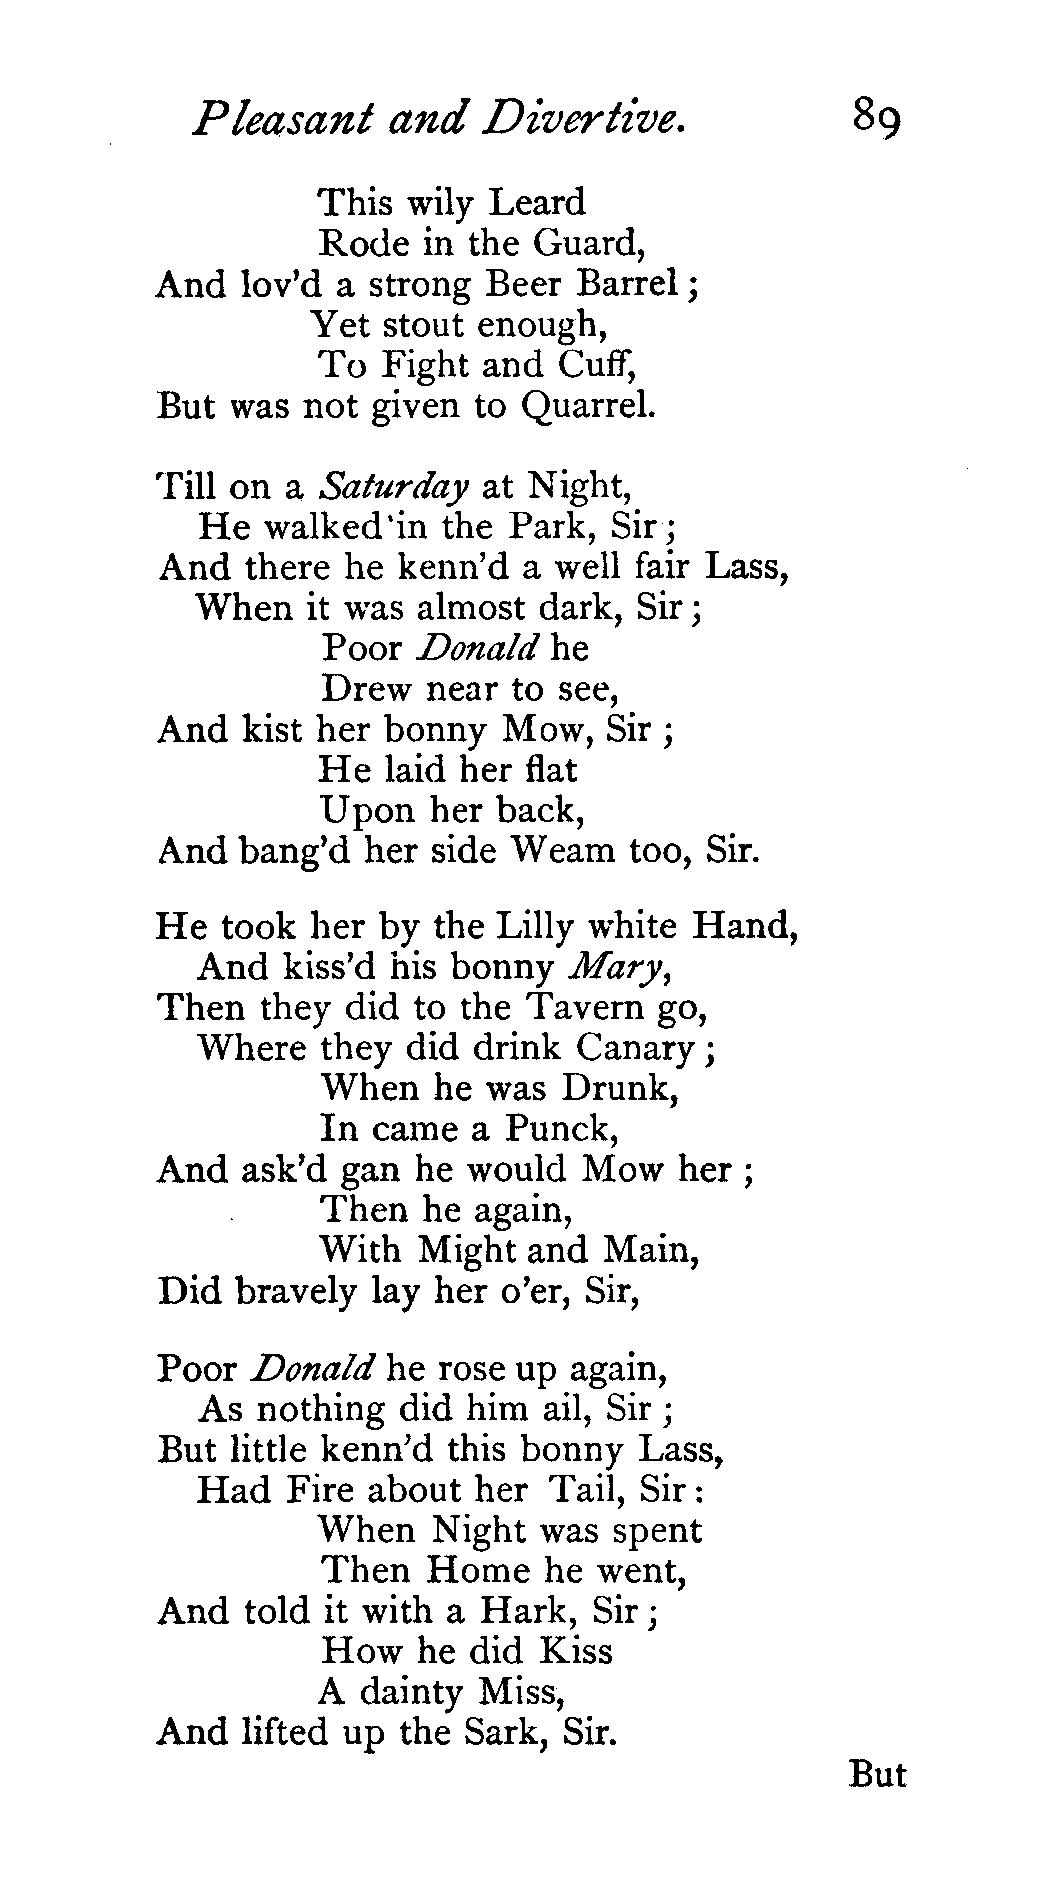 Pleasant and Divertive. 89
This wily Leard
Rode in the Guard,
And lov'd a strong Beer Barrel ;
Yet stout enough,
To Fight and Cuff,
But was not given to Quarrel.
Till on a Saturday at Night,
He walked in the Park, Sir ;
And there he kenn'd a well fair Lass,
When it was almost dark, Sir ;
Poor Donald he
Drew near to see,
And kist her bonny Mow, Sir ;
He laid her flat
Upon her back,
And bang'd her side Weam too, Sir.
He took her by the Lilly white Hand,
And kiss'd his bonny Mary,
Then they did to the Tavern go,
Where they did drink Canary ;
When he was Drunk,
In came a Punck,
And ask'd gan he would Mow her ;
Then he again,
With Might and Main,
Did bravely lay her o'er, Sir,
Poor Donald he rose up again,
As nothing did him ail, Sir ;
But little kenn'd this bonny Lass,
Had Fire about her Tail, Sir :
When Night was spent
Then Home he went,
And told it with a Hark, Sir ;
How he did Kiss
A dainty Miss,
And lifted up the Sark, Sir.
But